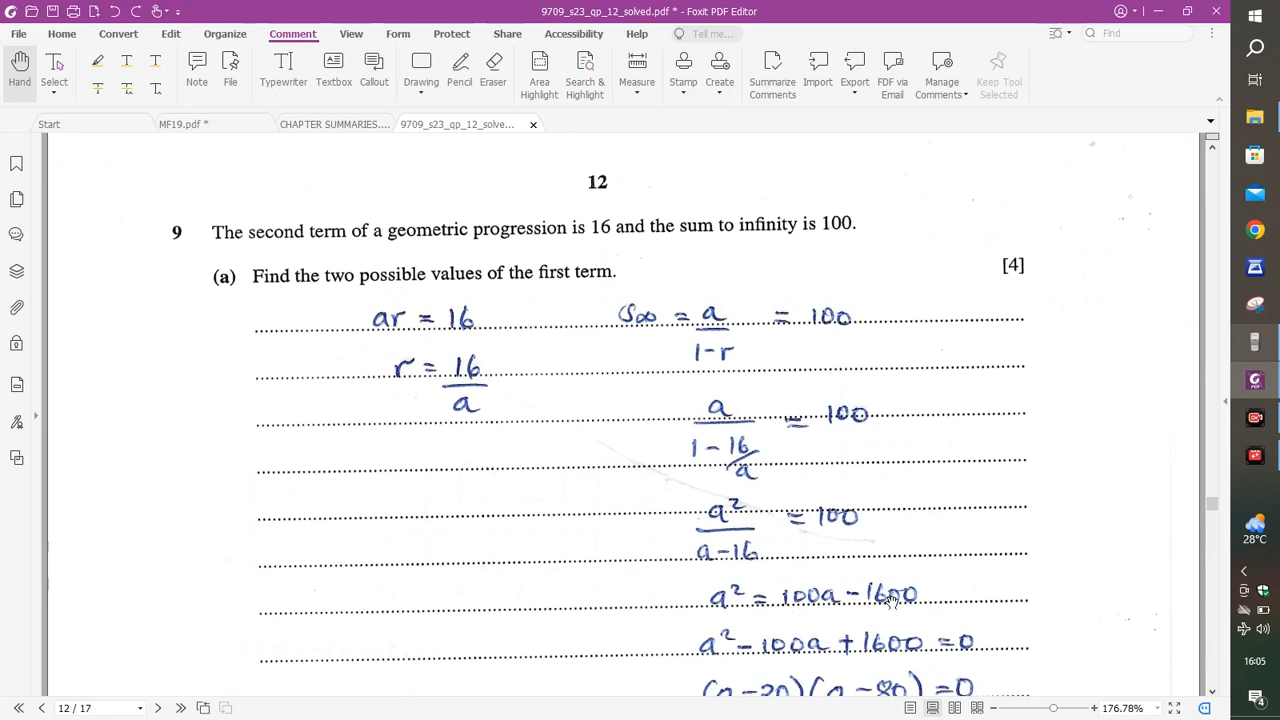 9709_s23_qp_12_solved.pdf * - Foxit PDF Editor
File Home Convert Edit Organize Comment View Form Protect Share Accessibility Help Tell me... Find
Hand Select Note File Typewriter Textbox Callout Drawing Pencil Eraser Area Highlight Search & Highlight Measure Stamp Create Summarize Comments Import Export FDF via Email Manage Comments Keep Tool Selected
Start MF19.pdf * CHAPTER SUMMARIES.... 9709_s23_qp_12_solve...
12
9 The second term of a geometric progression is 16 and the sum to infinity is 100.
(a) Find the two possible values of the first term. [4]
ar = 16 S∞ = a/(1-r) = 100
r = 16/a
a/(1 - 16/a) = 100
a²/(a-16) = 100
a² = 100a - 1600
a² - 100a + 1600 = 0
(a - 20)(a - 80) = 0
28°C
16:05
12 / 17 176.78%
4